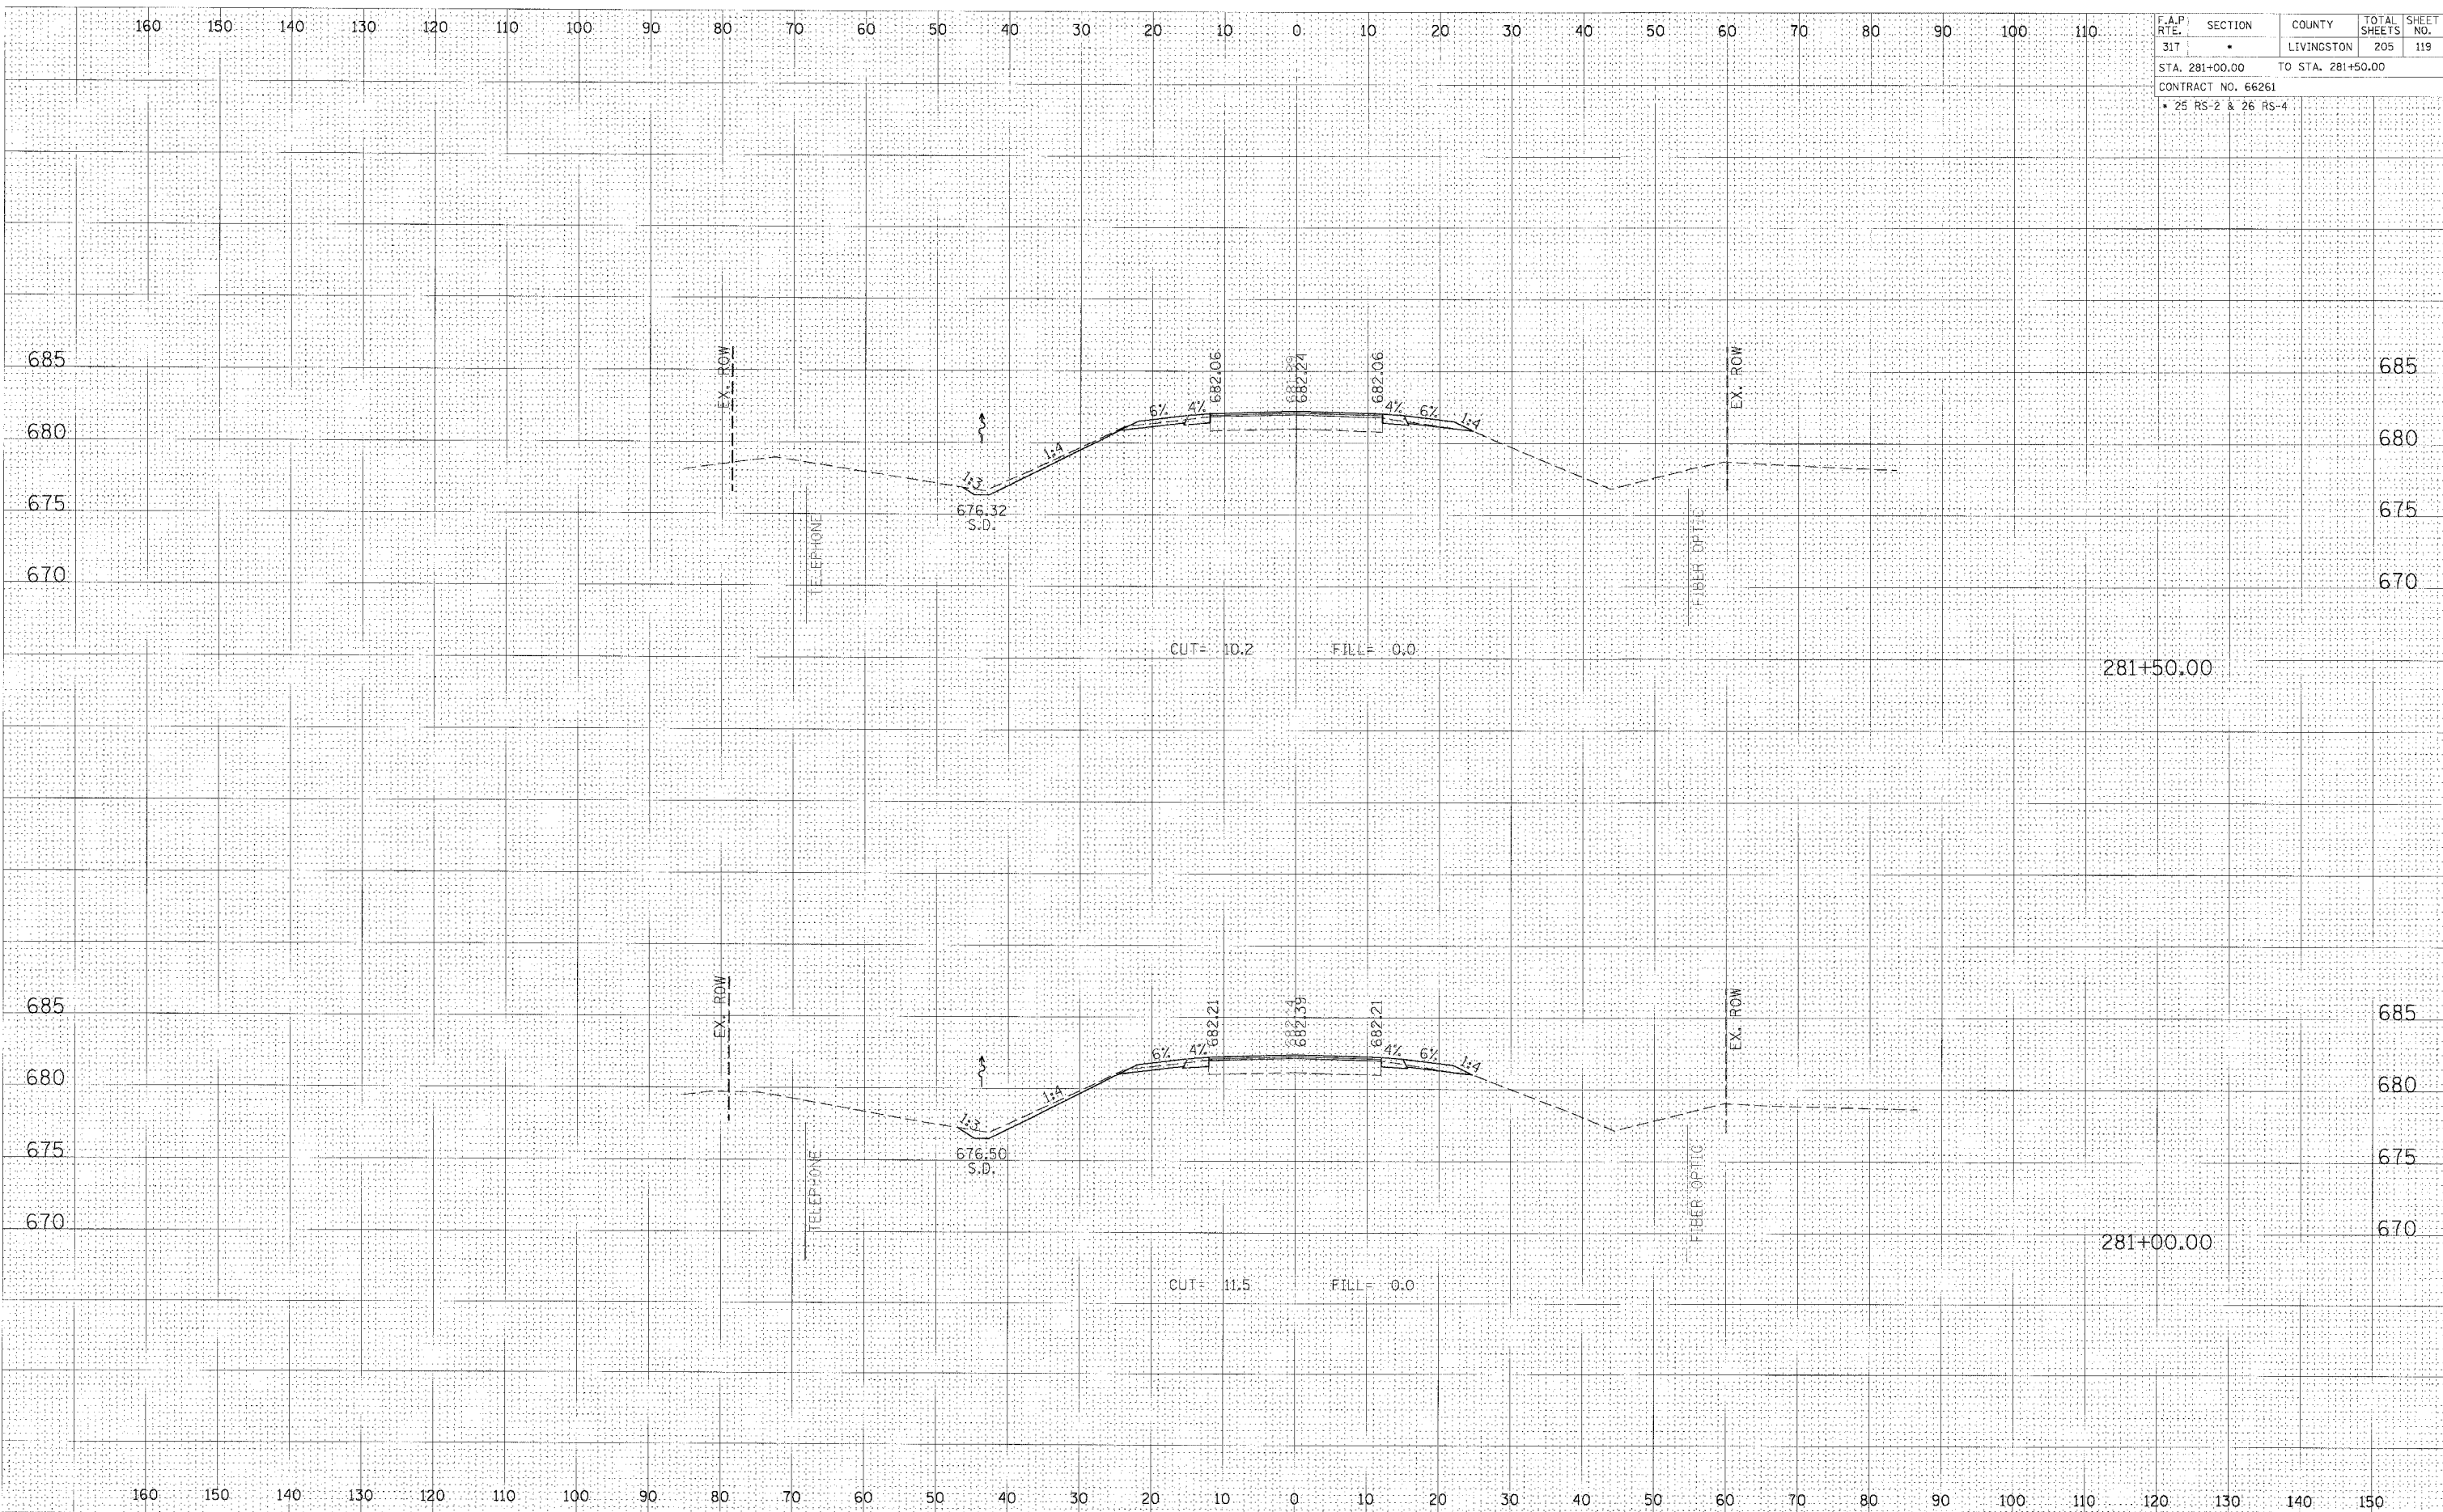 160 150 140 130 120 110 100 90 80 70 60 50 40 30 20 10 0 10 20 30 40 50 60 70 80 90 100 110
F.A.P RTE. SECTION COUNTY TOTAL SHEETS SHEET NO.
317 * LIVINGSTON 205 119
STA. 281+00.00 TO STA. 281+50.00
CONTRACT NO. 66261
* 25 RS-2 & 26 RS-4
EX. ROW
682.06
682.24
682.06
EX. ROW
685 685
6% 4% 4% 6% 1:4
680 680
1:4
1:3
675 676.32 675
S.D.
TELEPHONE
FIBER OPTIC
670 670
CUT= 10.2 FILL= 0.0
281+50.00
EX. ROW
682.21
682.39
682.21
EX. ROW
685 685
6% 4% 4% 6% 1:4
680 680
1:4
1:3
675 676.50 675
S.D.
TELEPHONE
FIBER OPTIC
670 670
281+00.00
CUT= 11.5 FILL= 0.0
160 150 140 130 120 110 100 90 80 70 60 50 40 30 20 10 0 10 20 30 40 50 60 70 80 90 100 110 120 130 140 150